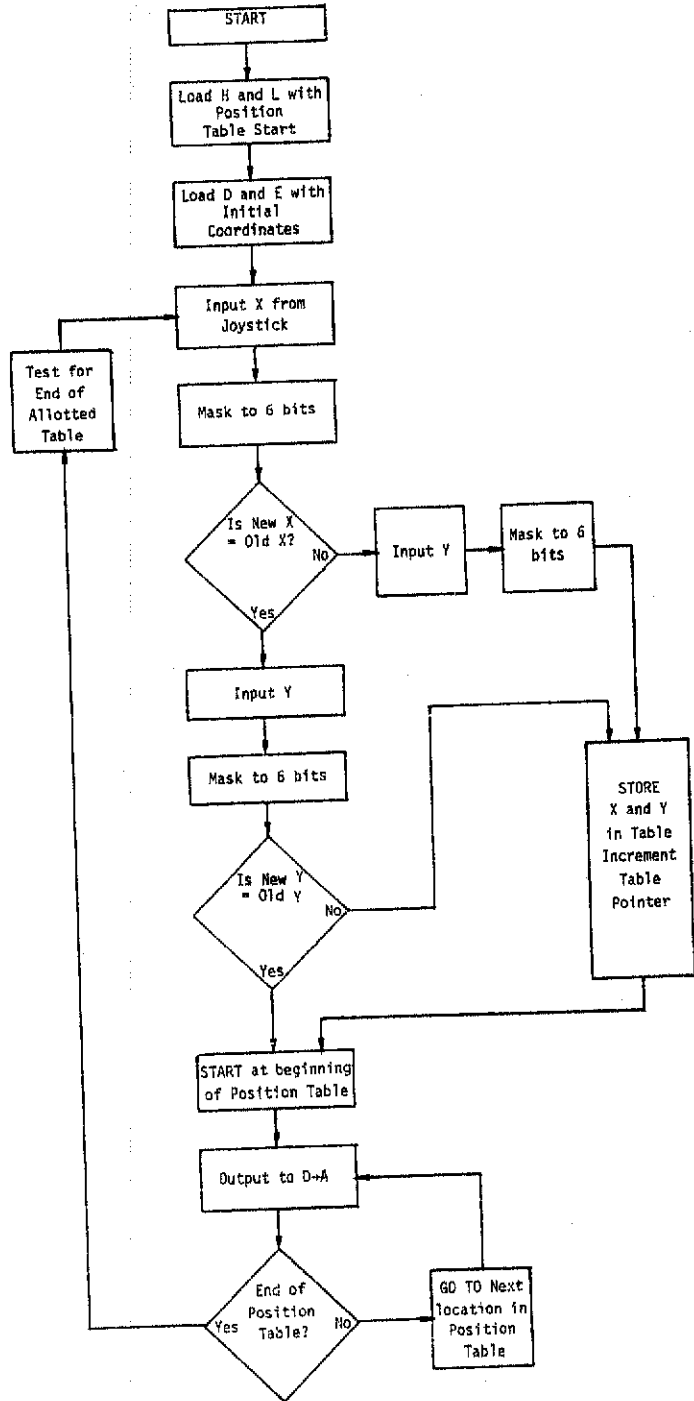 START
Load H and L with
Position
Table Start
Load D and E with
Initial
Coordinates
Input X from
Joystick
Test for
End of
Allotted
Table
Mask to 6 bits
Is New X
= Old X?
No
Yes
Input Y
Mask to 6
bits
Input Y
Mask to 6 bits
Is New Y
= Old Y
No
Yes
STORE
X and Y
in Table
Increment
Table
Pointer
START at beginning
of Position Table
Output to D→A
End of
Position
Table?
Yes
No
GO TO Next
location in
Position
Table